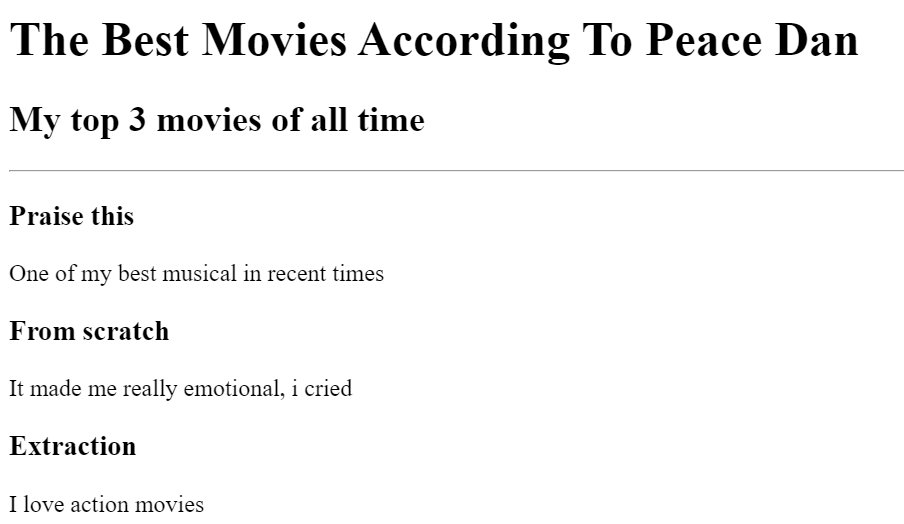 The Best Movies According To Peace Dan
My top 3 movies of all time
Praise this
One of my best musical in recent times
From scratch
It made me really emotional, i cried
Extraction
I love action movies